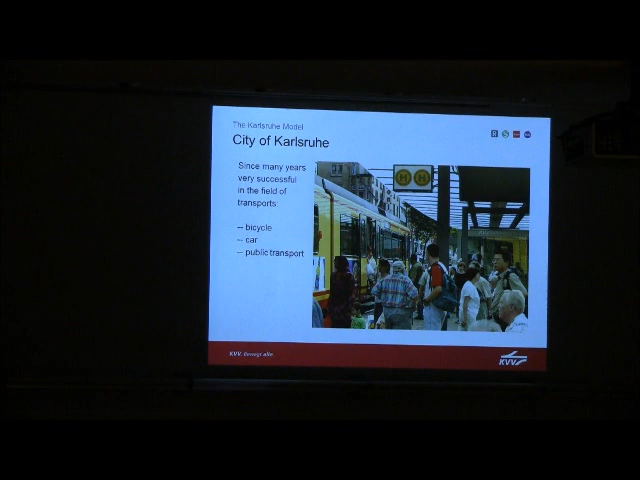 The Karlsruhe Model
City of Karlsruhe
Since many years
very successful
in the field of
transports:
– bicycle
– car
– public transport
H H
KVV. Bewegt alle.
KVV